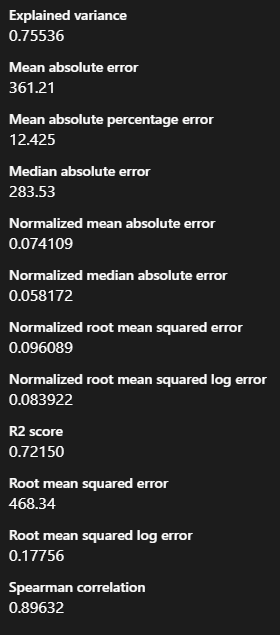 Explained variance
0.75536
Mean absolute error
361.21
Mean absolute percentage error
12.425
Median absolute error
283.53
Normalized mean absolute error
0.074109
Normalized median absolute error
0.058172
Normalized root mean squared error
0.096089
Normalized root mean squared log error
0.083922
R2 score
0.72150
Root mean squared error
468.34
Root mean squared log error
0.17756
Spearman correlation
0.89632